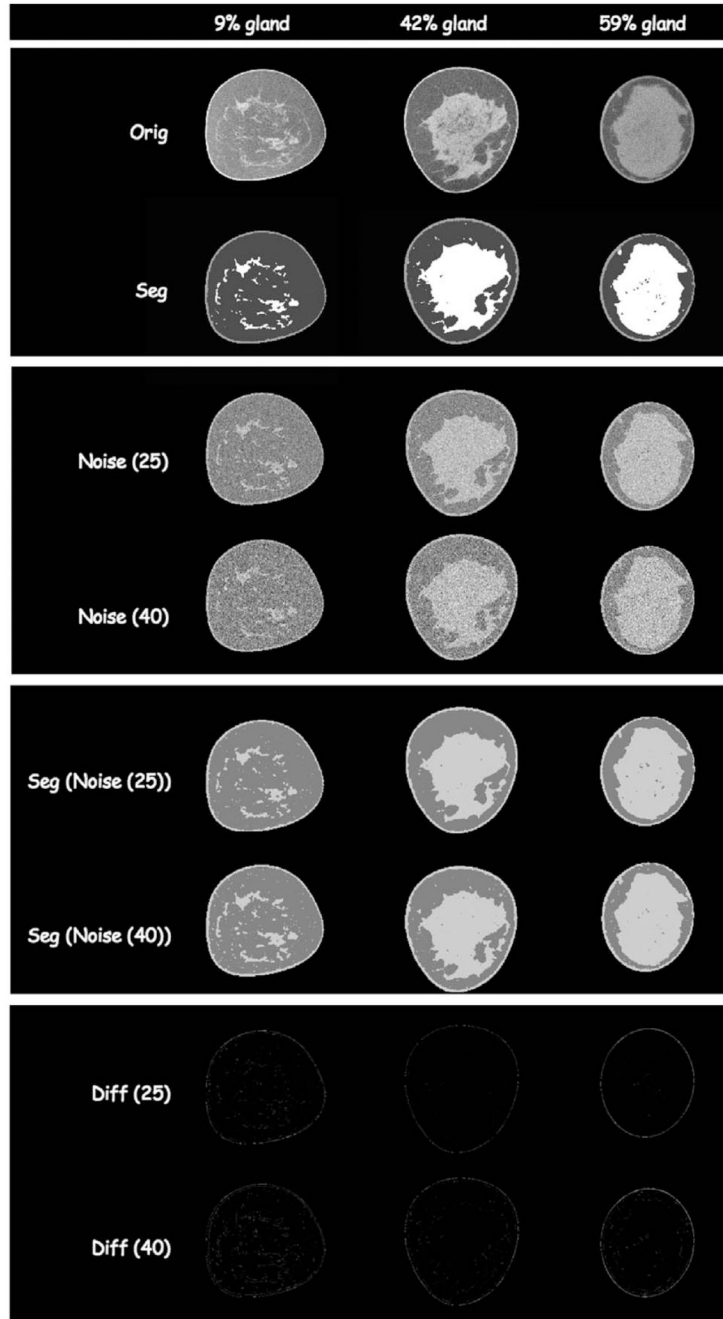 9% gland 42% gland 59% gland
Orig
Seg
Noise (25)
Noise (40)
Seg (Noise (25))
Seg (Noise (40))
Diff (25)
Diff (40)